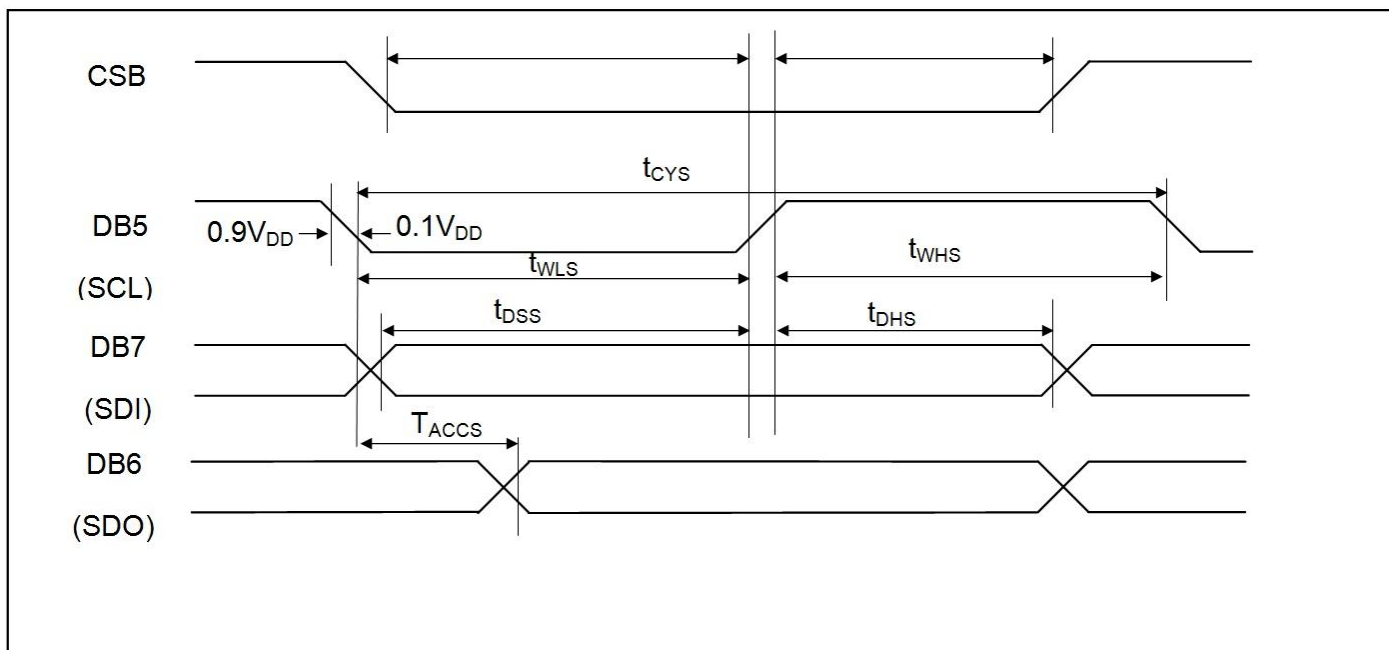 CSB
tCYS
DB5
0.9VDD
0.1VDD
(SCL)
tWLS
tWHS
tDSS
tDHS
DB7
(SDI)
TACCS
DB6
(SDO)